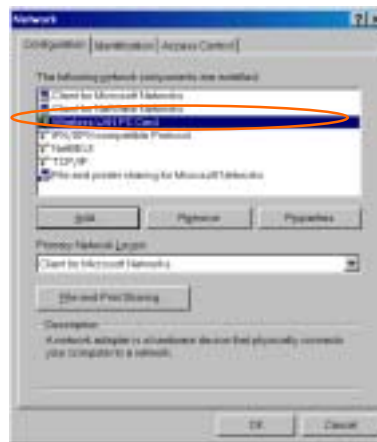 Network
Configuration Identification Access Control
The following network components are installed:
Client for Microsoft Networks
Client for NetWare Networks
Wireless LAN PC Card
IPX/SPX-compatible Protocol
NetBEUI
TCP/IP
File and printer sharing for Microsoft Networks
Add Remove Properties
Primary Network Logon:
Client for Microsoft Networks
File and Print Sharing
Description
A network adapter is a hardware device that physically connects
your computer to a network.
OK Cancel